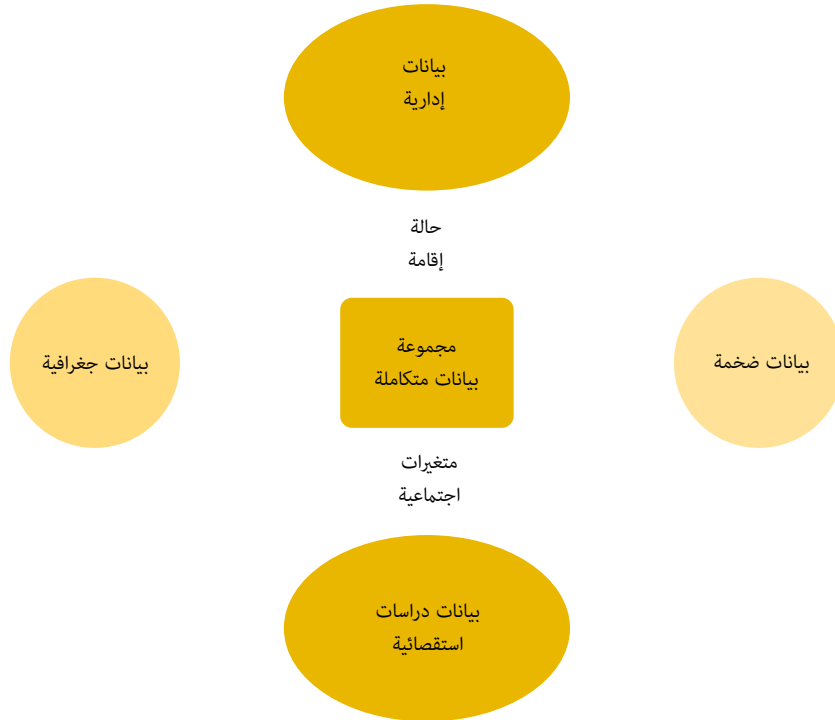 بيانات
إدارية
حالة
إقامة
بيانات ضخمة
مجموعة
بيانات متكاملة
بيانات جغرافية
متغيرات
اجتماعية
بيانات دراسات
استقصائية